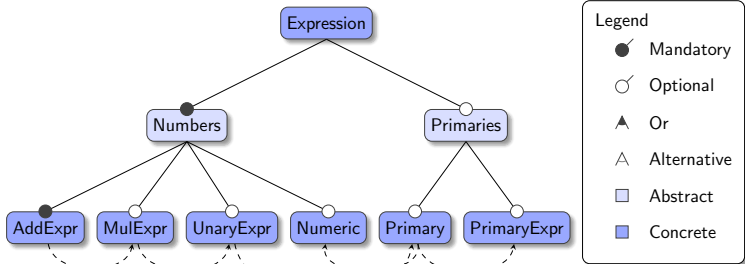 Expression
Numbers
Primaries
AddExpr MulExpr UnaryExpr Numeric Primary PrimaryExpr
Legend
Mandatory
Optional
Or
Alternative
Abstract
Concrete